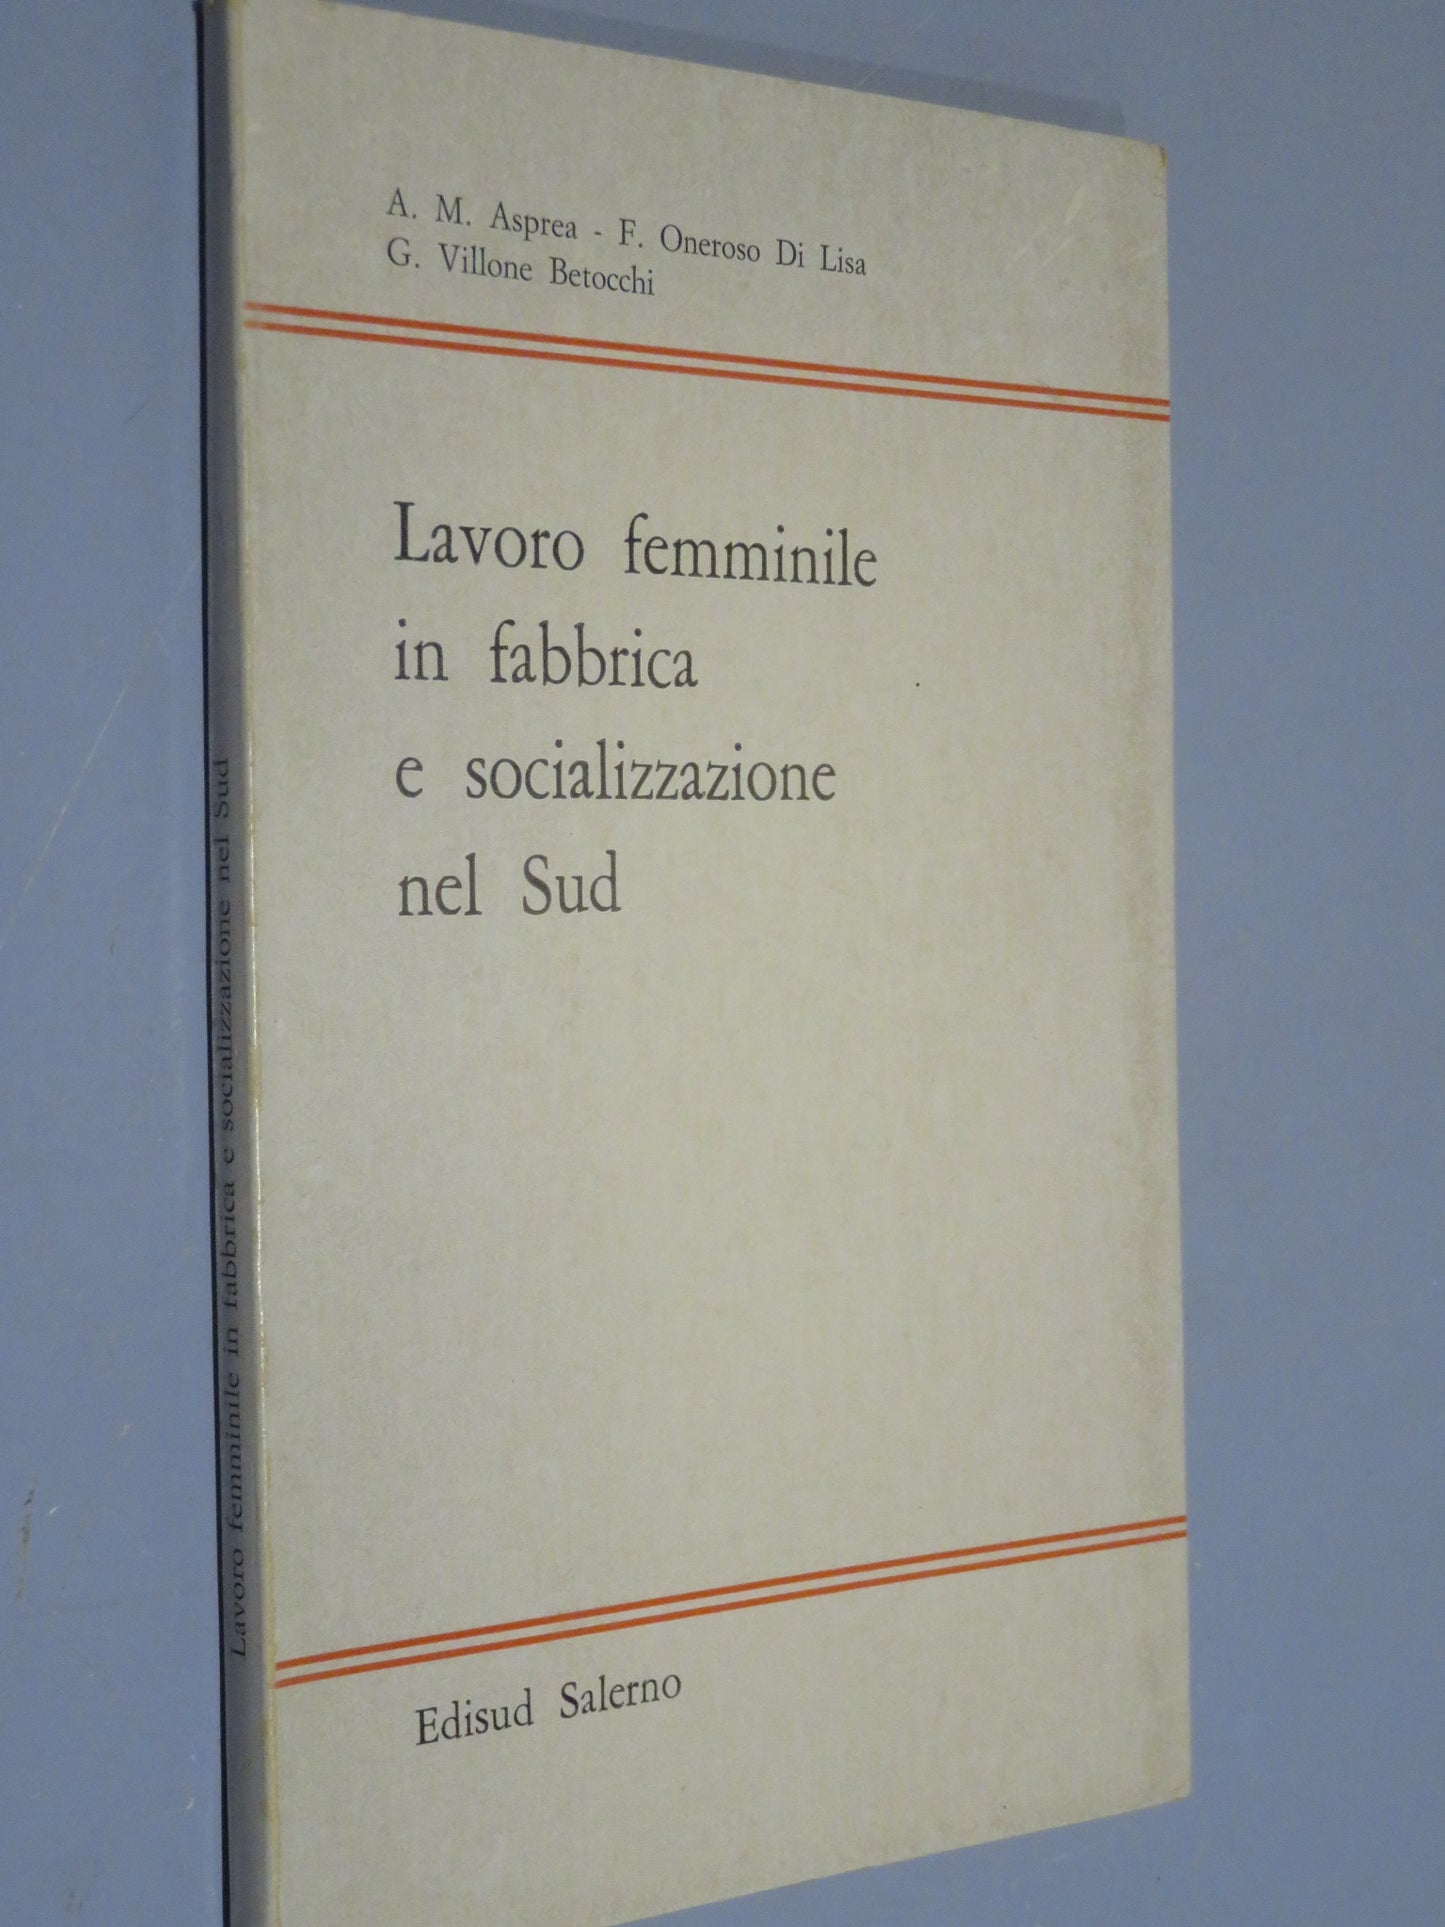 A. M. Asprea - F. Oneroso Di Lisa
G. Villone Betocchi
Lavoro femminile
in fabbrica
e socializzazione
nel Sud
Edisud Salerno
Lavoro femminile in fabbrica e socializzazione nel Sud